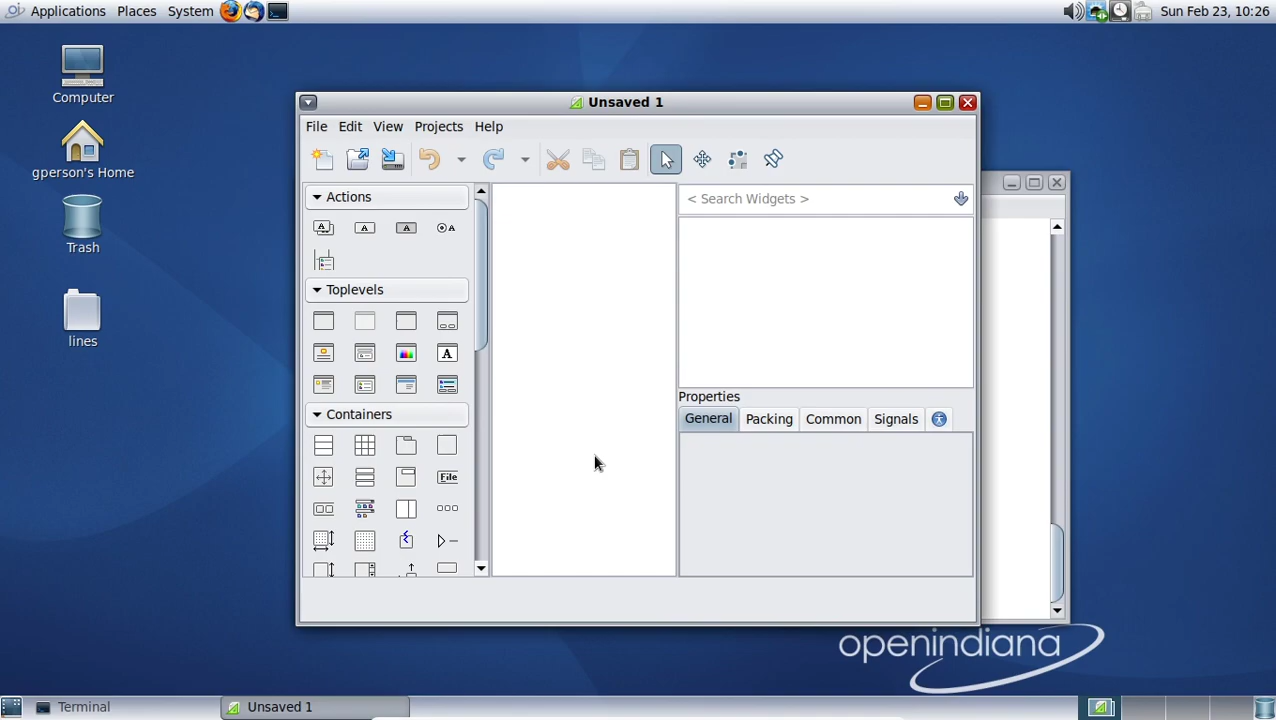 Applications Places System
Sun Feb 23, 10:26
Computer
gperson's Home
Trash
lines
Unsaved 1
File Edit View Projects Help
Actions
< Search Widgets >
A A A A
Toplevels
A
Containers
File
Properties
General Packing Common Signals
openindiana
Terminal
Unsaved 1